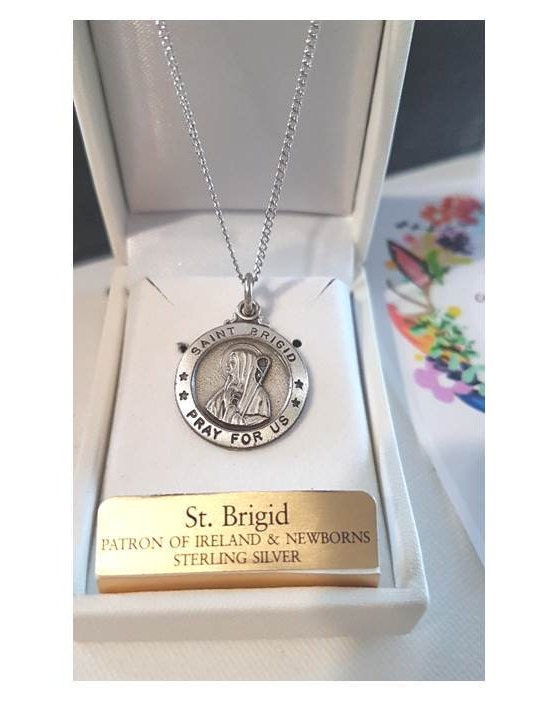 SAINT BRIGID
PRAY FOR US
St. Brigid
PATRON OF IRELAND & NEWBORNS
STERLING SILVER